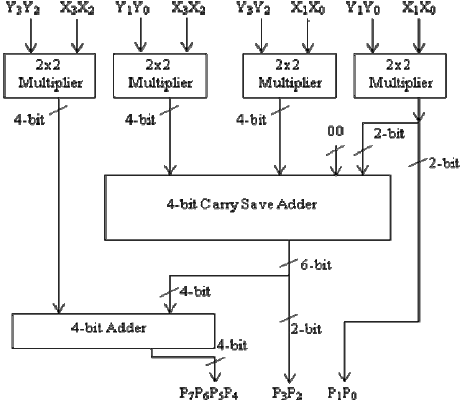 Y3Y2 X3X2 Y1Y0 X3X2 Y3Y2 X1X0 Y1Y0 X1X0
2x2 Multiplier
2x2 Multiplier
2x2 Multiplier
2x2 Multiplier
4-bit
4-bit
4-bit
00
2-bit
2-bit
4-bit Carry Save Adder
6-bit
4-bit
4-bit Adder
2-bit
4-bit
P7P6P5P4 P3P2 P1P0